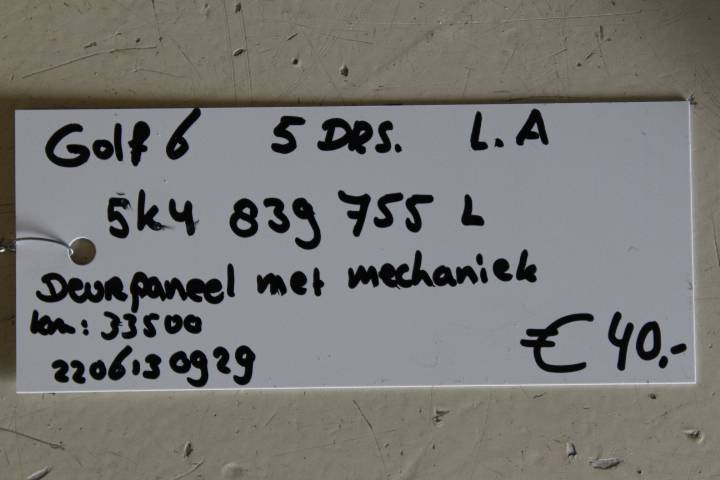 Golf 6 5 DRS. L.A
5k4 839 755 L
Deurpaneel met mechaniek
km: 33500
2206130929
€ 40,-